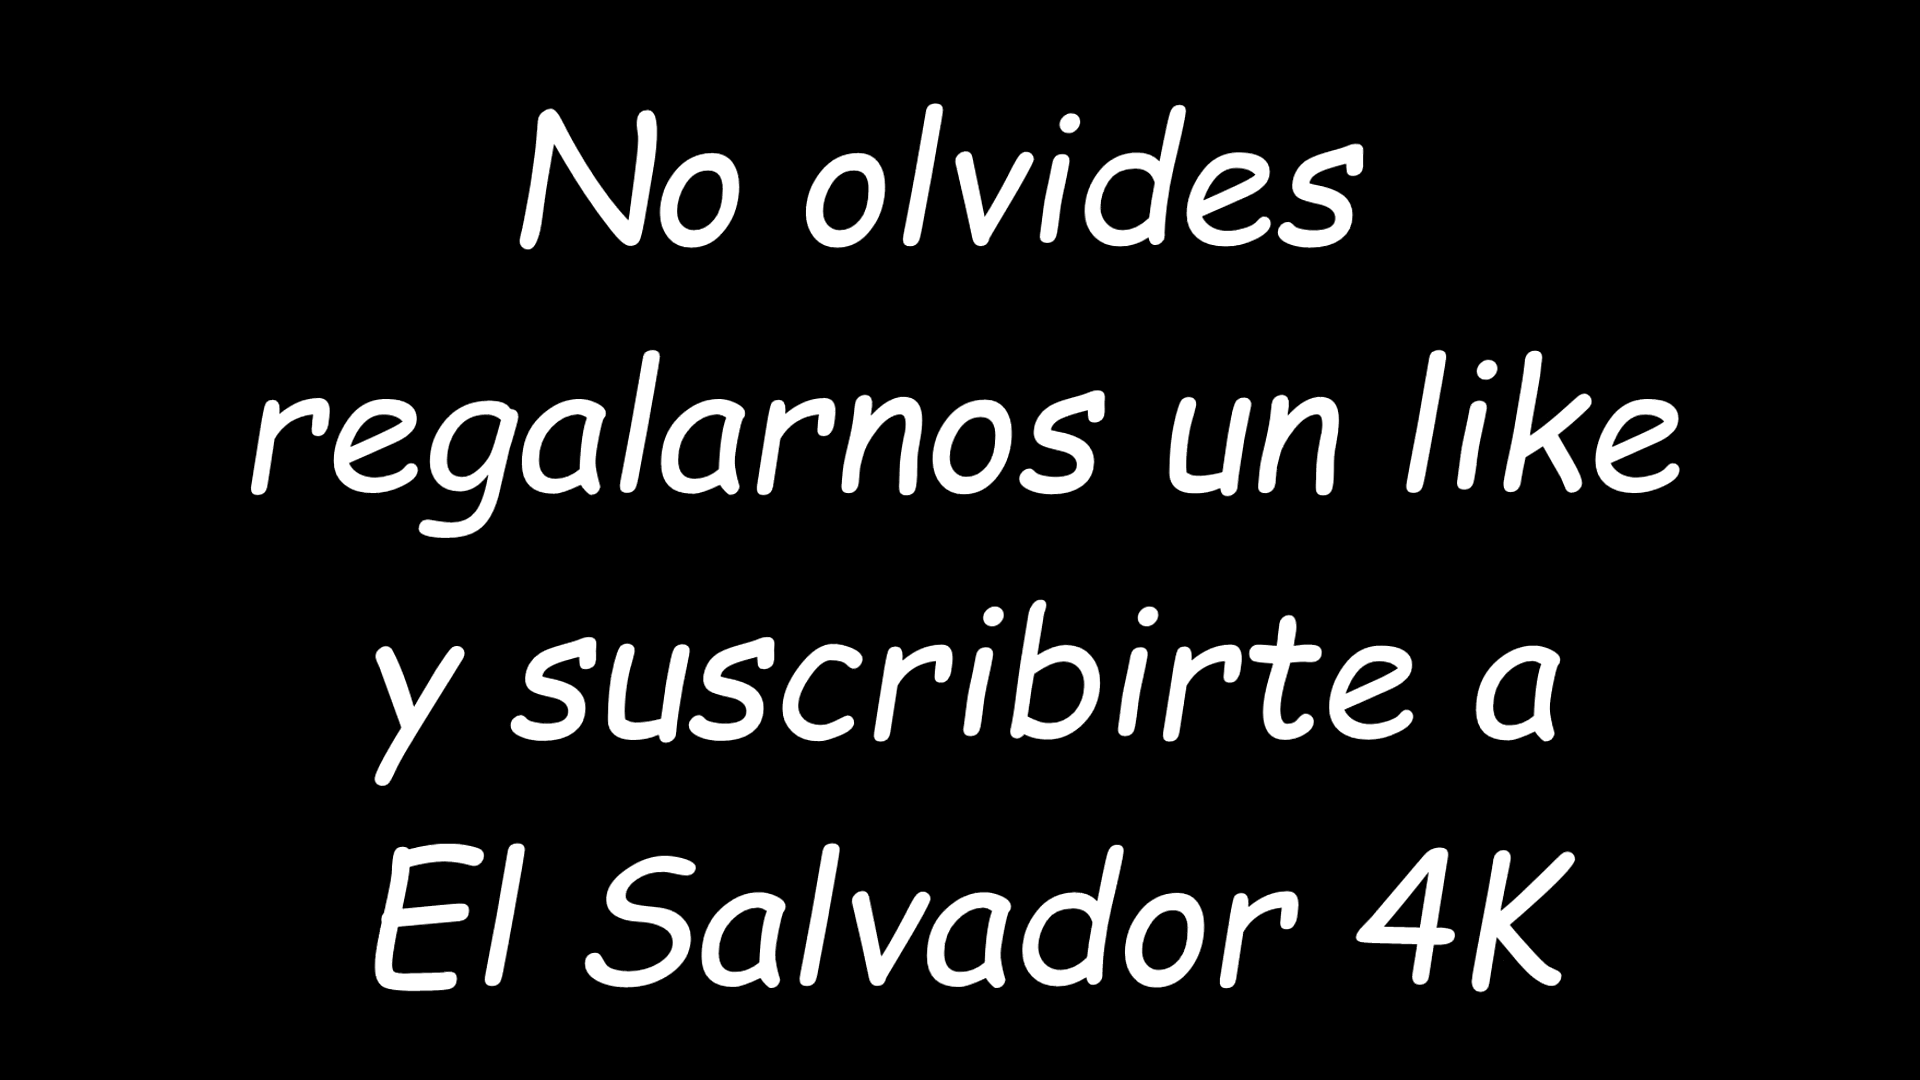 No olvides
regalarnos un like
y suscribirte a
El Salvador 4K